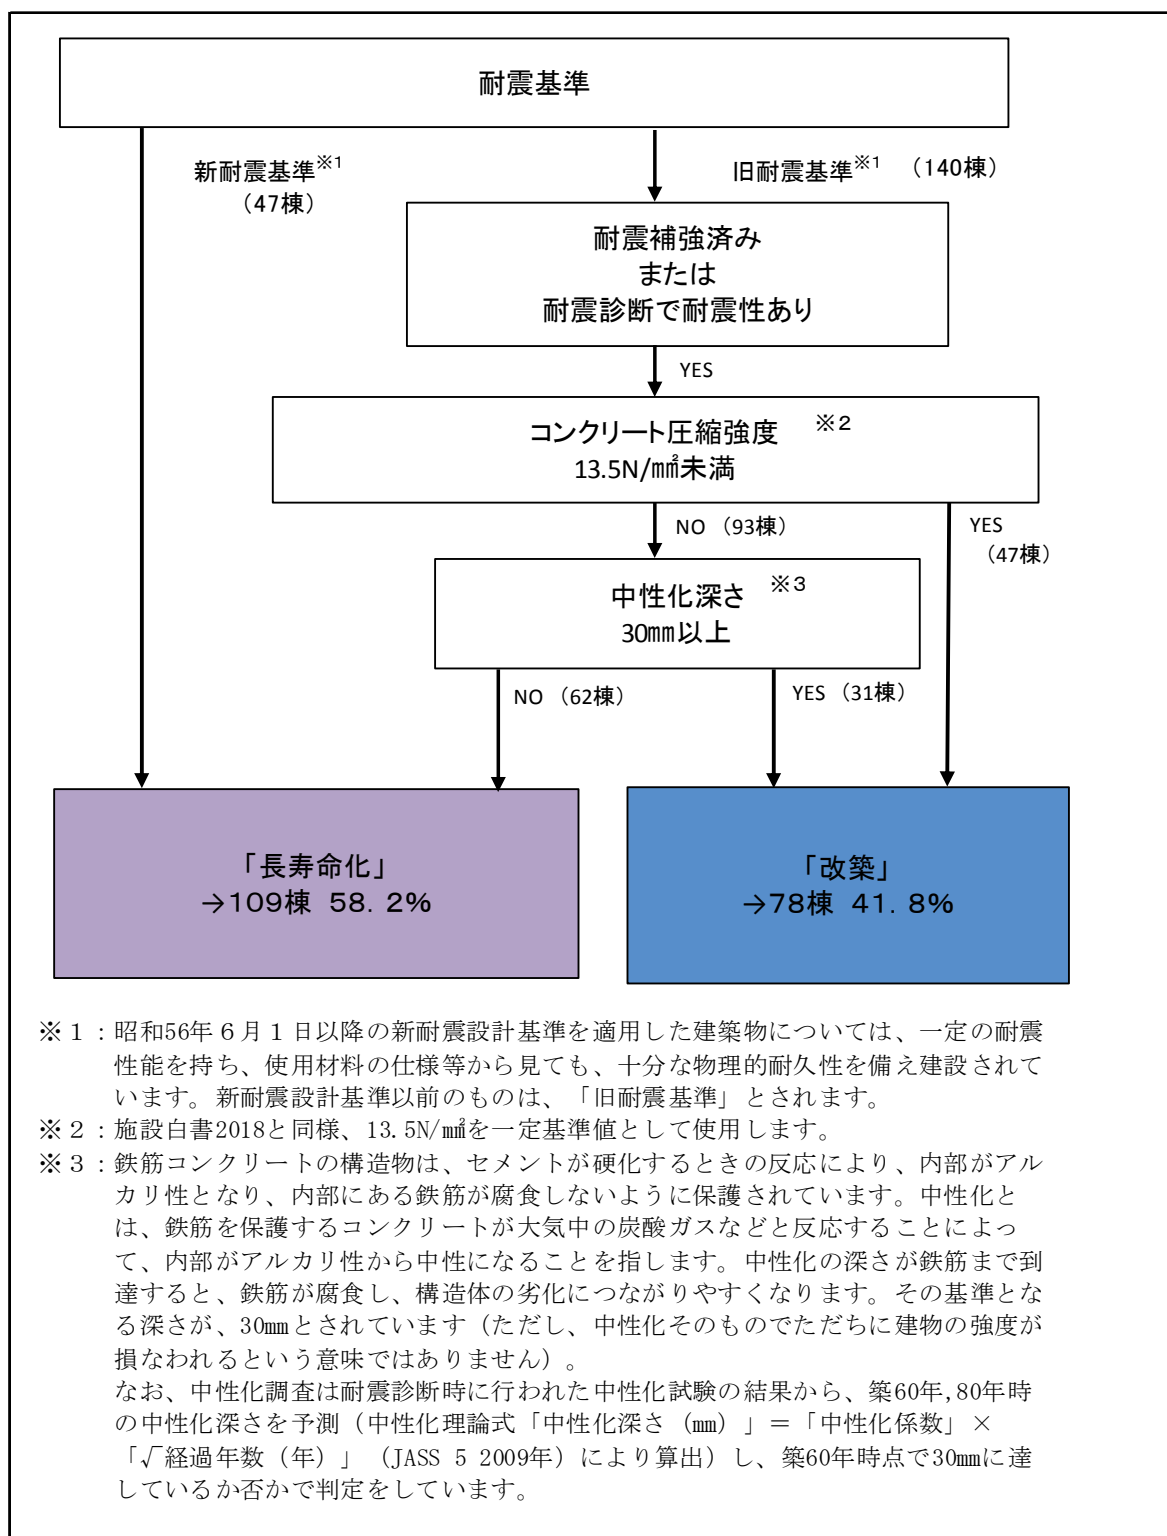 耐震基準
新耐震基準※1
（47棟）
旧耐震基準※1 （140棟）
耐震補強済み
または
耐震診断で耐震性あり
YES
コンクリート圧縮強度 ※２
13.5N/㎟未満
NO （93棟）
YES
（47棟）
中性化深さ ※３
30㎜以上
NO （62棟）
YES （31棟）
「長寿命化」
→１０９棟 ５８．２％
「改築」
→７８棟 ４１．８％
※１：昭和56年６月１日以降の新耐震設計基準を適用した建築物については、一定の耐震
性能を持ち、使用材料の仕様等から見ても、十分な物理的耐久性を備え建設されて
います。新耐震設計基準以前のものは、「旧耐震基準」とされます。
※２：施設白書2018と同様、13.5N/㎟を一定基準値として使用します。
※３：鉄筋コンクリートの構造物は、セメントが硬化するときの反応により、内部がアル
カリ性となり、内部にある鉄筋が腐食しないように保護されています。中性化と
は、鉄筋を保護するコンクリートが大気中の炭酸ガスなどと反応することによっ
て、内部がアルカリ性から中性になることを指します。中性化の深さが鉄筋まで到
達すると、鉄筋が腐食し、構造体の劣化につながりやすくなります。その基準とな
る深さが、30㎜とされています（ただし、中性化そのものでただちに建物の強度が
損なわれるという意味ではありません）。
なお、中性化調査は耐震診断時に行われた中性化試験の結果から、築60年,80年時
の中性化深さを予測（中性化理論式「中性化深さ（㎜）」＝「中性化係数」×
「√経過年数（年）」（JASS 5 2009年）により算出）し、築60年時点で30㎜に達
しているか否かで判定をしています。